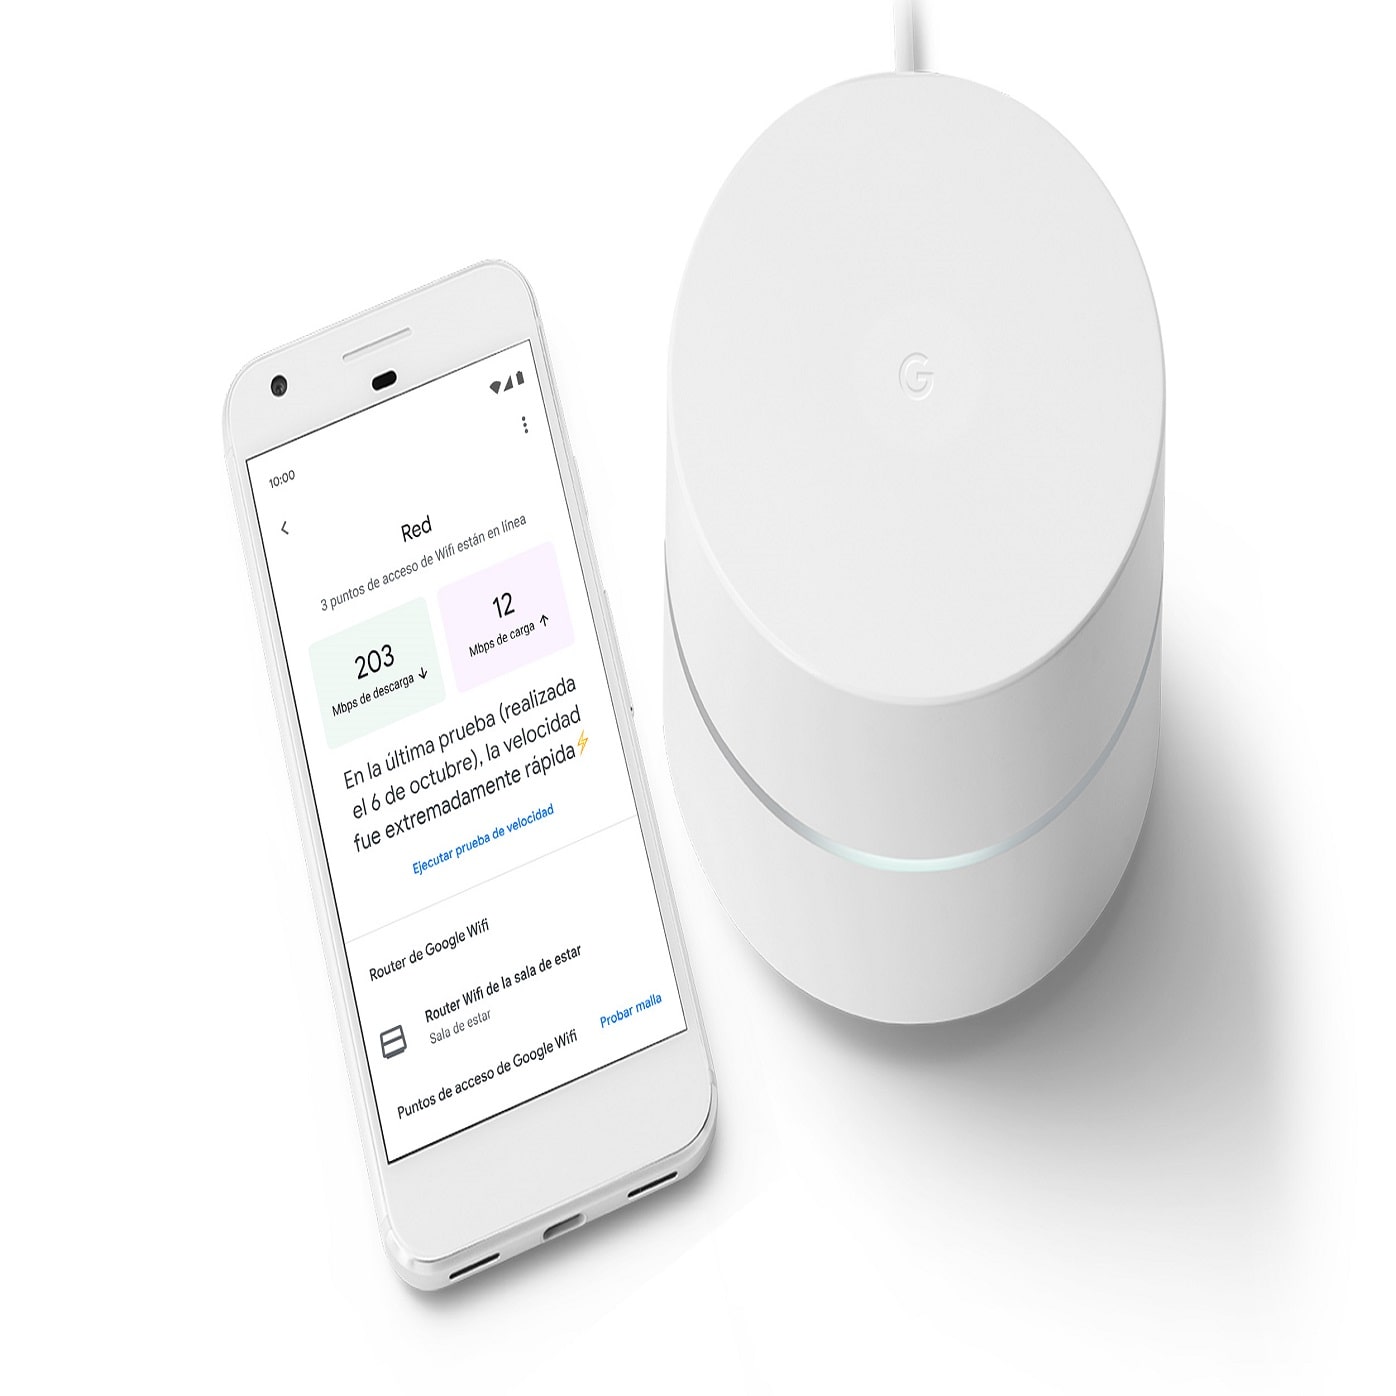 10:00
Red
3 puntos de acceso de Wifi están en línea
203
Mbps de descarga ↓
12
Mbps de carga ↑
En la última prueba (realizada
el 6 de octubre), la velocidad
fue extremadamente rápida⚡
Ejecutar prueba de velocidad
Router de Google Wifi
Router Wifi de la sala de estar
Sala de estar
Puntos de acceso de Google Wifi
Probar malla
G